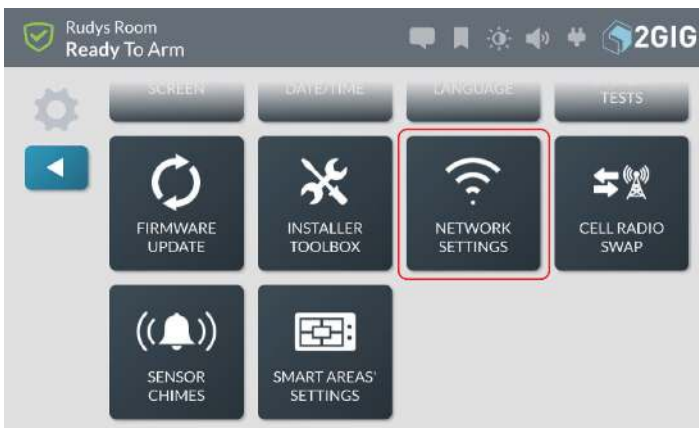 Rudys Room
Ready To Arm
2GIG
SCREEN
DATE/TIME
LANGUAGE
TESTS
FIRMWARE
UPDATE
INSTALLER
TOOLBOX
NETWORK
SETTINGS
CELL RADIO
SWAP
SENSOR
CHIMES
SMART AREAS'
SETTINGS